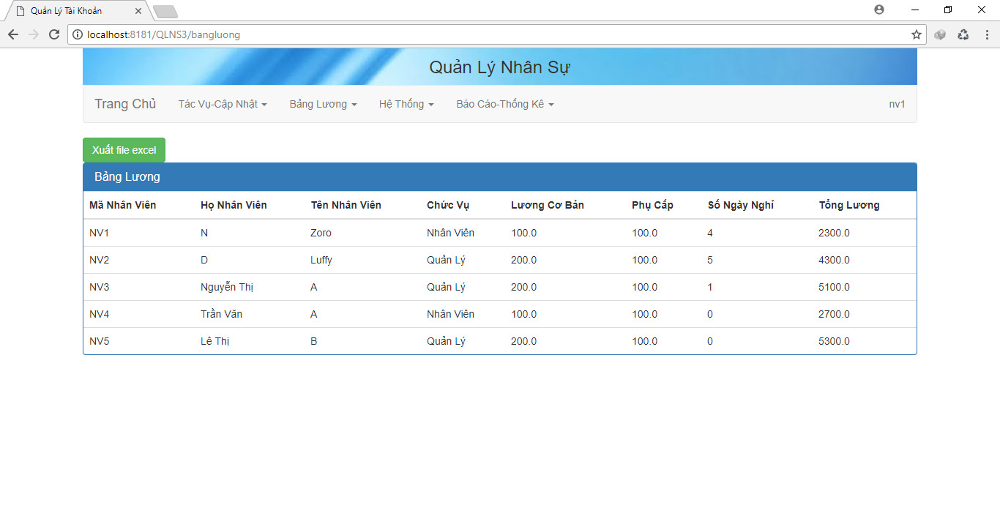 Quản Lý Tài Khoản
localhost:8181/QLNS3/bangluong
Quản Lý Nhân Sự
Trang Chủ Tác Vụ-Cập Nhật Bảng Lương Hệ Thống Báo Cáo-Thống Kê nv1
Xuất file excel
Bảng Lương
Mã Nhân Viên Họ Nhân Viên Tên Nhân Viên Chức Vụ Lương Cơ Bản Phụ Cấp Số Ngày Nghỉ Tổng Lương
NV1 N Zoro Nhân Viên 100.0 100.0 4 2300.0
NV2 D Luffy Quản Lý 200.0 100.0 5 4300.0
NV3 Nguyễn Thị A Quản Lý 200.0 100.0 1 5100.0
NV4 Trần Văn A Nhân Viên 100.0 100.0 0 2700.0
NV5 Lê Thị B Quản Lý 200.0 100.0 0 5300.0